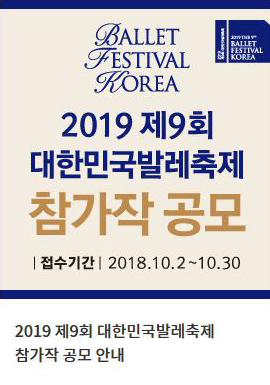 BALLET
FESTIVAL
KOREA
2019 THE 9TH
BALLET
FESTIVAL
KOREA
2019 제9회
대한민국발레축제
참가작 공모
| 접수기간 | 2018.10.2~10.30
2019 제9회 대한민국발레축제
참가작 공모 안내